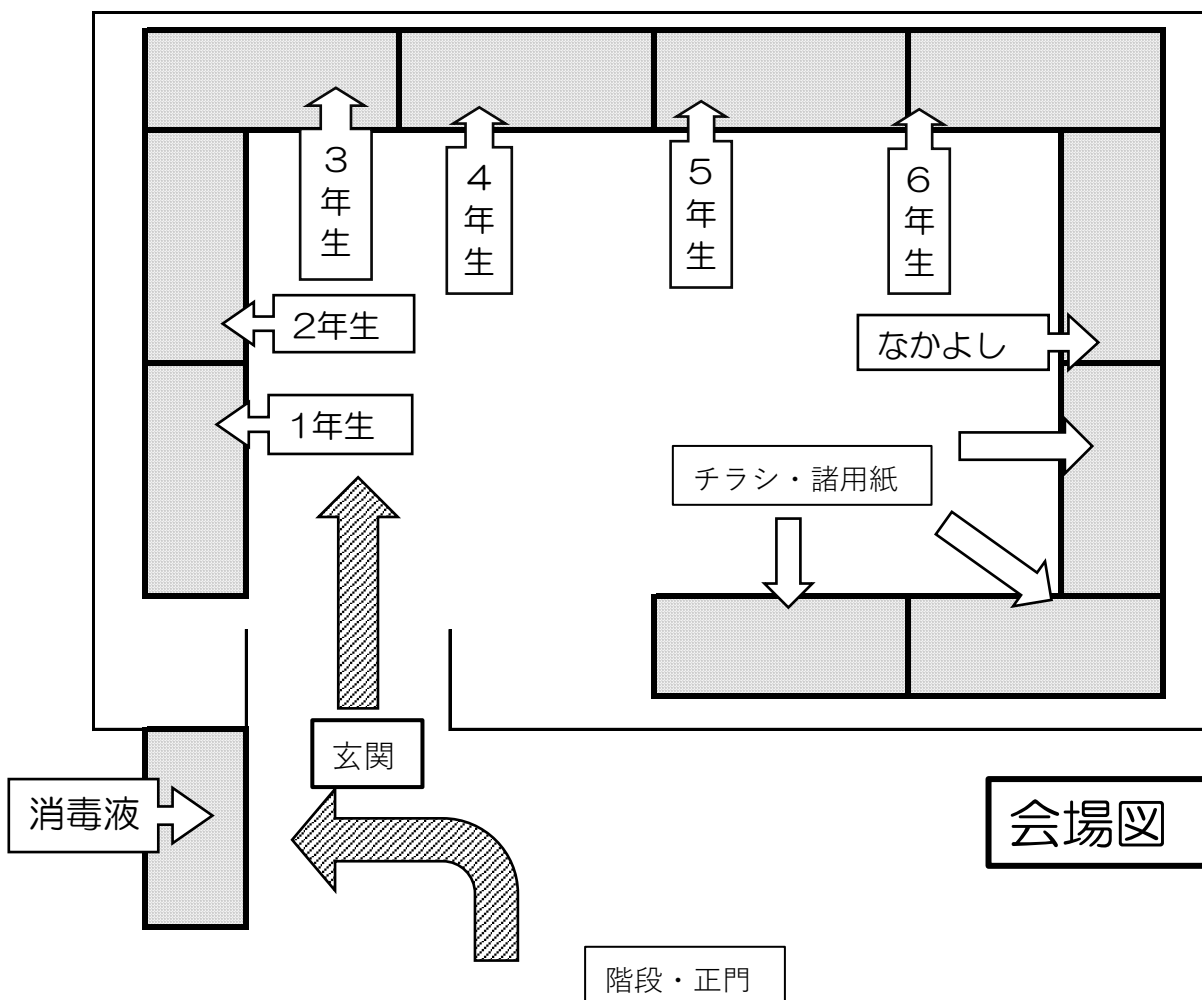 ３年生
４年生
５年生
６年生
２年生
なかよし
１年生
チラシ・諸用紙
玄関
消毒液
会場図
階段・正門